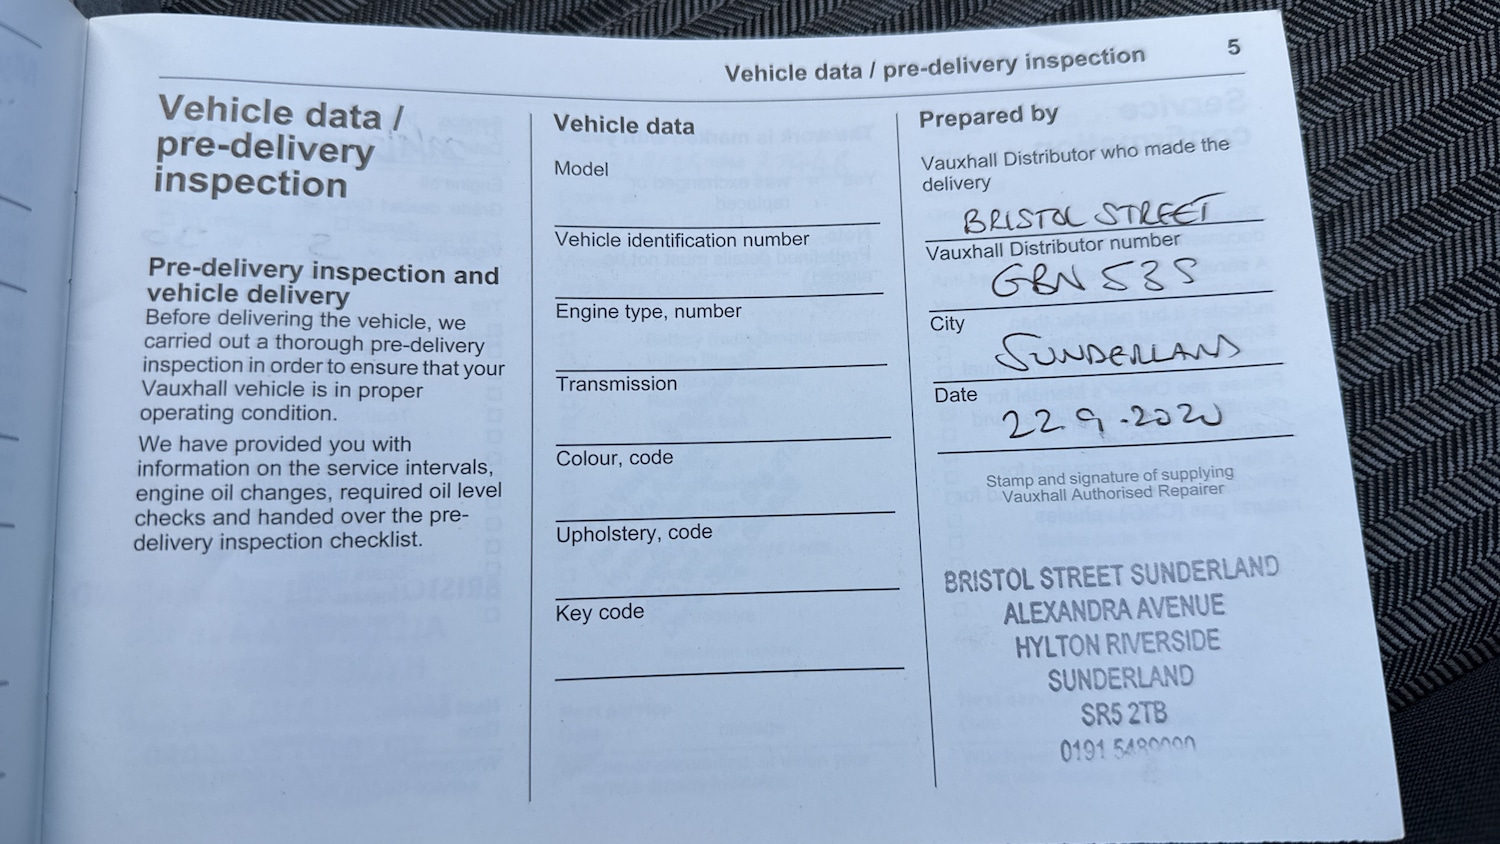 Vehicle data / pre-delivery inspection
5
Vehicle data /
pre-delivery
inspection
Pre-delivery inspection and
vehicle delivery
Before delivering the vehicle, we
carried out a thorough pre-delivery
inspection in order to ensure that your
Vauxhall vehicle is in proper
operating condition.
We have provided you with
information on the service intervals,
engine oil changes, required oil level
checks and handed over the pre-
delivery inspection checklist.
Vehicle data
Model
Vehicle identification number
Engine type, number
Transmission
Colour, code
Upholstery, code
Key code
Prepared by
Vauxhall Distributor who made the
delivery
BRISTOL STREET
Vauxhall Distributor number
GBN 535
City
SUNDERLAND
Date
22 9 - 2020
Stamp and signature of supplying
Vauxhall Authorised Repairer
BRISTOL STREET SUNDERLAND
ALEXANDRA AVENUE
HYLTON RIVERSIDE
SUNDERLAND
SR5 2TB
0191